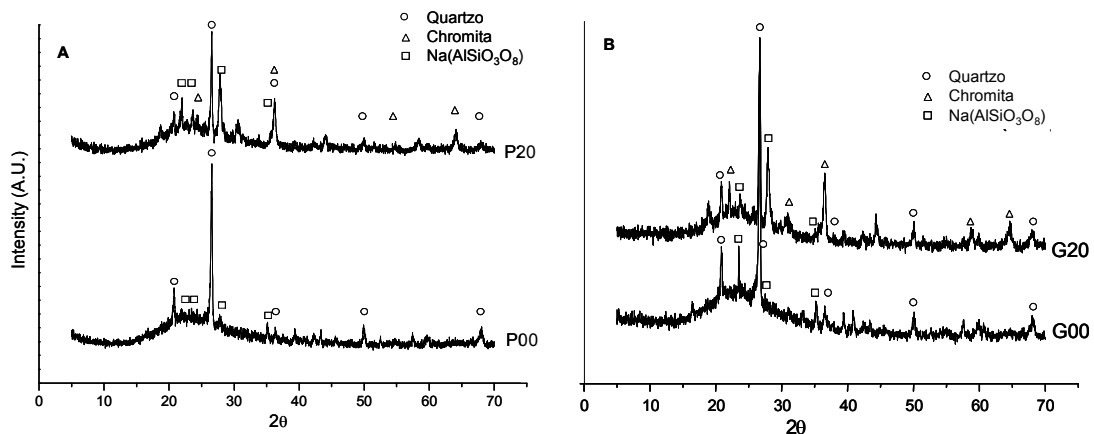 A
Quartzo
Chromita
Na(AlSiO₃O₈)
P20
P00
Intensity (A.U.)
0 10 20 30 40 50 60 70
2θ
B
Quartzo
Chromita
Na(AlSiO₃O₈)
G20
G00
10 20 30 40 50 60 70
0
2θ